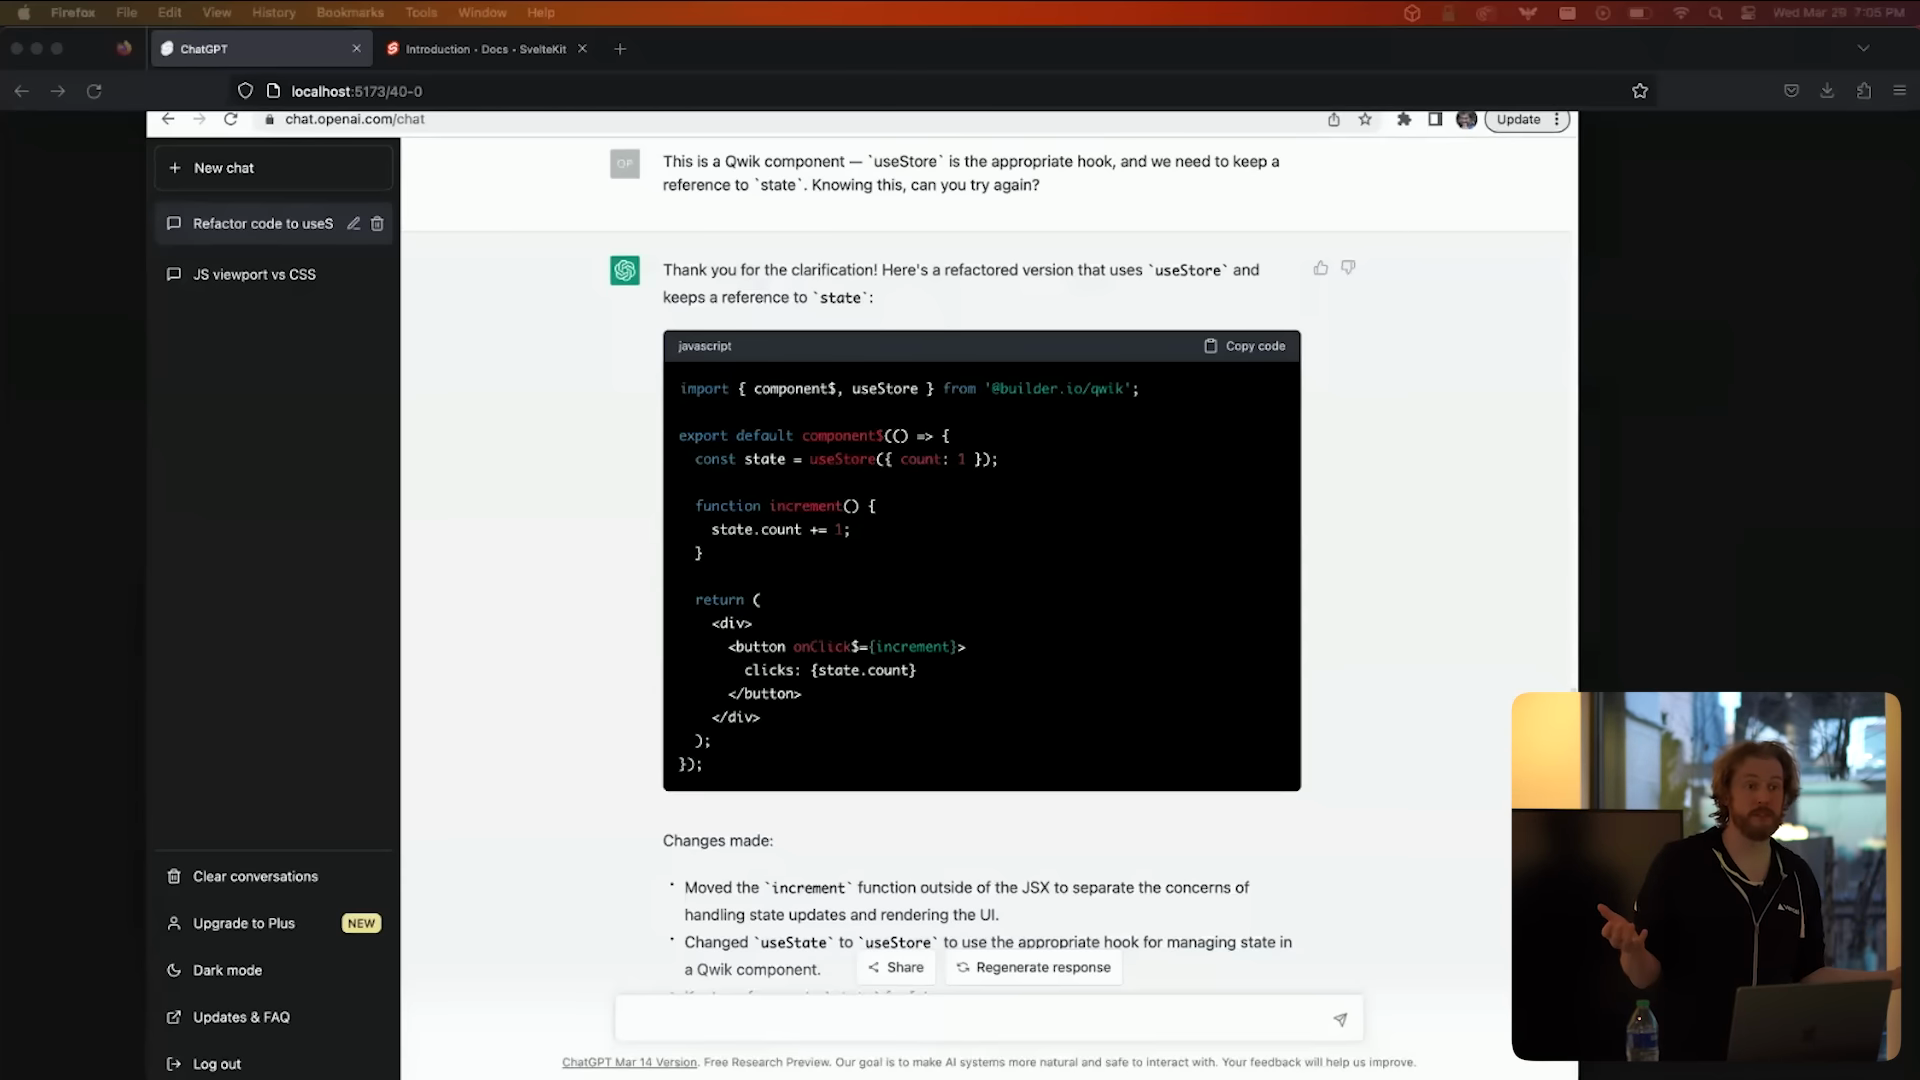 Firefox File Edit View History Bookmarks Tools Window Help Wed Mar 29 7:05 PM
ChatGPT Introduction • Docs • SvelteKit
localhost:5173/40-0
chat.openai.com/chat Update
New chat
Refactor code to useS
JS viewport vs CSS
OP
This is a Qwik component — `useStore` is the appropriate hook, and we need to keep a
reference to `state`. Knowing this, can you try again?
Thank you for the clarification! Here's a refactored version that uses `useStore` and
keeps a reference to `state`:
javascript Copy code
import { component$, useStore } from '@builder.io/qwik';
export default component$(() => {
const state = useStore({ count: 1 });
function increment() {
state.count += 1;
}
return (
<div>
<button onClick$={increment}>
clicks: {state.count}
</button>
</div>
);
});
Changes made:
• Moved the `increment` function outside of the JSX to separate the concerns of
handling state updates and rendering the UI.
• Changed `useState` to `useStore` to use the appropriate hook for managing state in
a Qwik component.
Share
Regenerate response
Clear conversations
Upgrade to Plus NEW
Dark mode
Updates & FAQ
Log out
ChatGPT Mar 14 Version. Free Research Preview. Our goal is to make AI systems more natural and safe to interact with. Your feedback will help us improve.